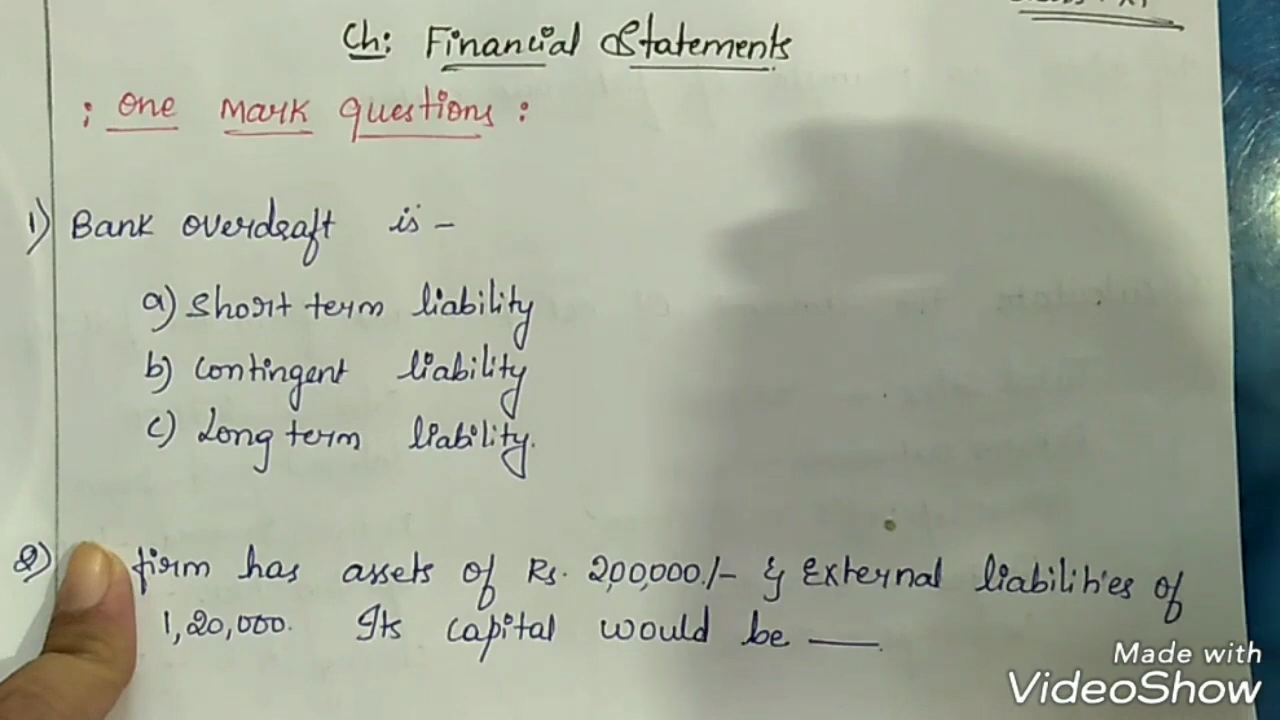 Ch: Financial Statements
: One Mark questions :
1) Bank overdraft is -
a) Short term liability
b) Contingent liability
c) Long term liability.
2) firm has assets of Rs. 2,00,000/- & External liabilities of
1,20,000. Its capital would be ___.
Made with
VideoShow